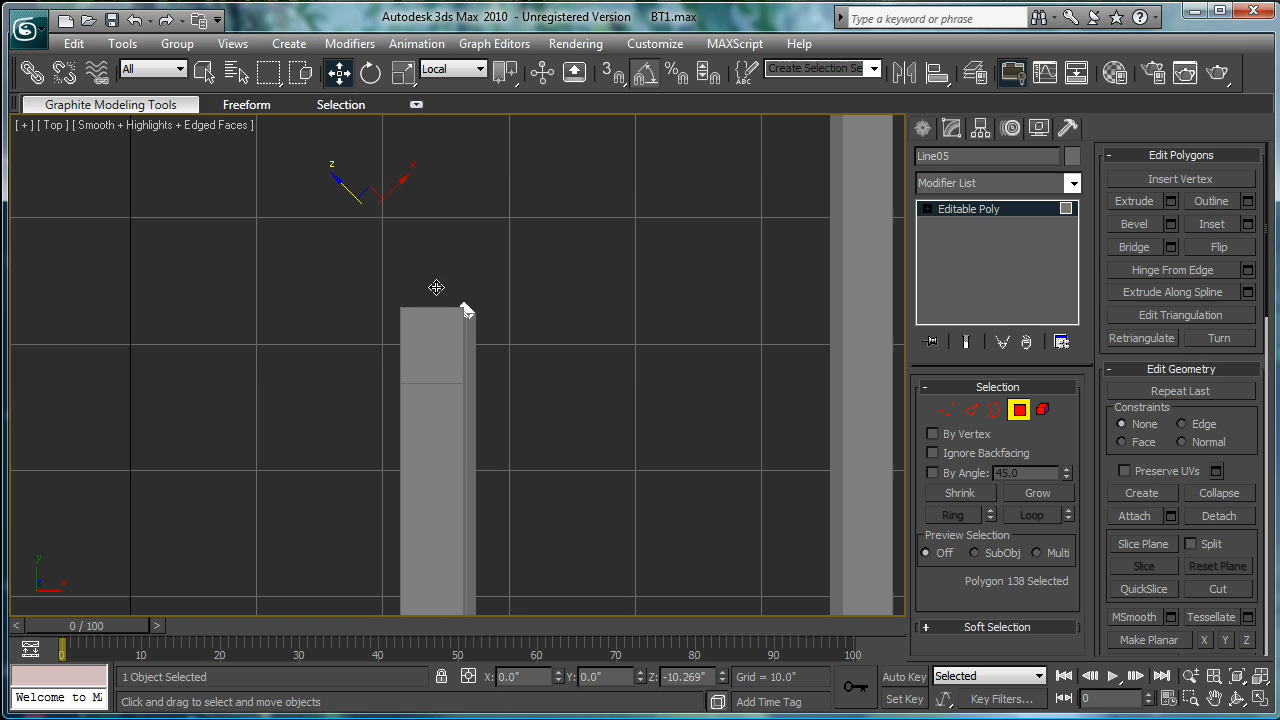 Autodesk 3ds Max 2010 - Unregistered Version BT1.max
Type a keyword or phrase
Edit Tools Group Views Create Modifiers Animation Graph Editors Rendering Customize MAXScript Help
All
Local
3
ABC
Create Selection Se
Graphite Modeling Tools Freeform Selection
[ + ] [ Top ] [ Smooth + Highlights + Edged Faces ]
z
x
y
z
x
Line05
Modifier List
Editable Poly
- Selection
By Vertex
Ignore Backfacing
By Angle: 45.0
Shrink Grow
Ring Loop
Preview Selection
Off SubObj Multi
Polygon 138 Selected
+ Soft Selection
- Edit Polygons
Insert Vertex
Extrude Outline
Bevel Inset
Bridge Flip
Hinge From Edge
Extrude Along Spline
Edit Triangulation
Retriangulate Turn
- Edit Geometry
Repeat Last
Constraints
None Edge
Face Normal
Preserve UVs
Create Collapse
Attach Detach
Slice Plane Split
Slice Reset Plane
QuickSlice Cut
MSmooth Tessellate
Make Planar X Y Z
< 0 / 100 >
0 10 20 30 40 50 60 70 80 90 100
1 Object Selected X: 0.0" Y: 0.0" Z: -10.269" Grid = 10.0" Auto Key Selected
Welcome to M Click and drag to select and move objects Add Time Tag Set Key Key Filters... 0